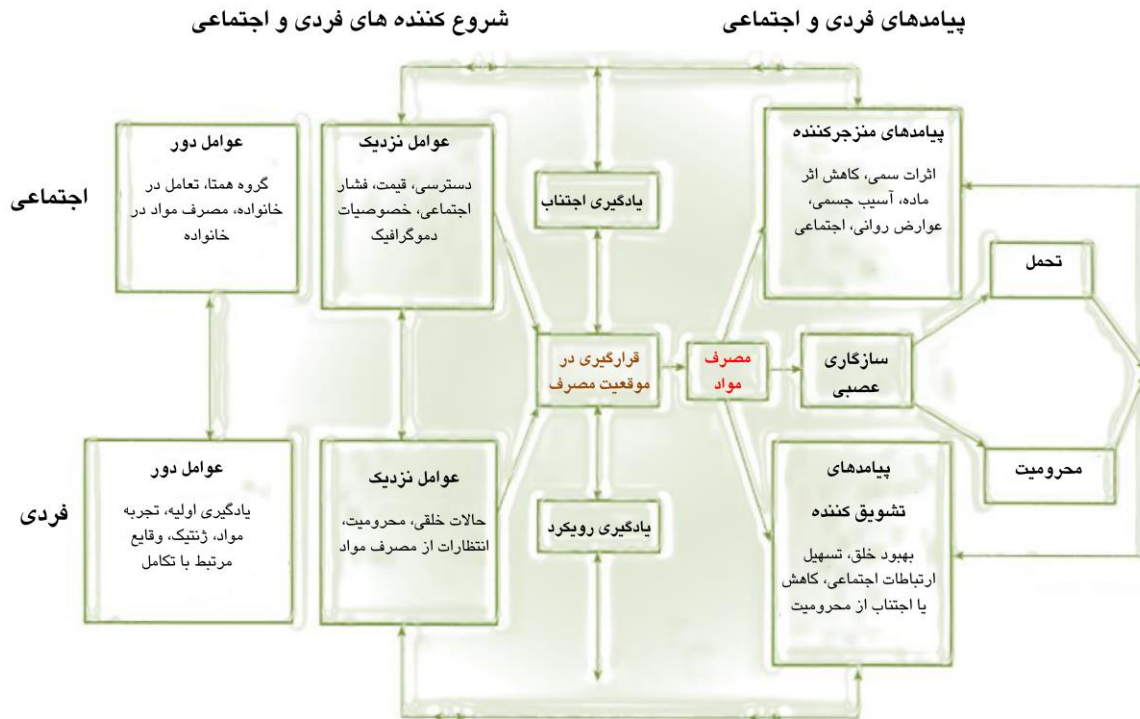 شروع کننده های فردی و اجتماعی
پیامدهای فردی و اجتماعی
اجتماعی
عوامل دور
گروه همتا، تعامل در
خانواده، مصرف مواد در
خانواده
عوامل نزدیک
دسترسی، قیمت، فشار
اجتماعی، خصوصیات
دموگرافیک
یادگیری اجتناب
پیامدهای منزجرکننده
اثرات سمی، کاهش اثر
ماده، آسیب جسمی،
عوارض روانی، اجتماعی
تحمل
قرارگیری در
موقعیت مصرف
مصرف
مواد
سازگاری
عصبی
فردی
عوامل دور
یادگیری اولیه، تجربه
مواد، ژنتیک، وقایع
مرتبط با تکامل
عوامل نزدیک
حالات خلقی، محرومیت،
انتظارات از مصرف مواد
یادگیری رویکرد
پیامدهای
تشویق کننده
بهبود خلق، تسهیل
ارتباطات اجتماعی، کاهش
یا اجتناب از محرومیت
محرومیت